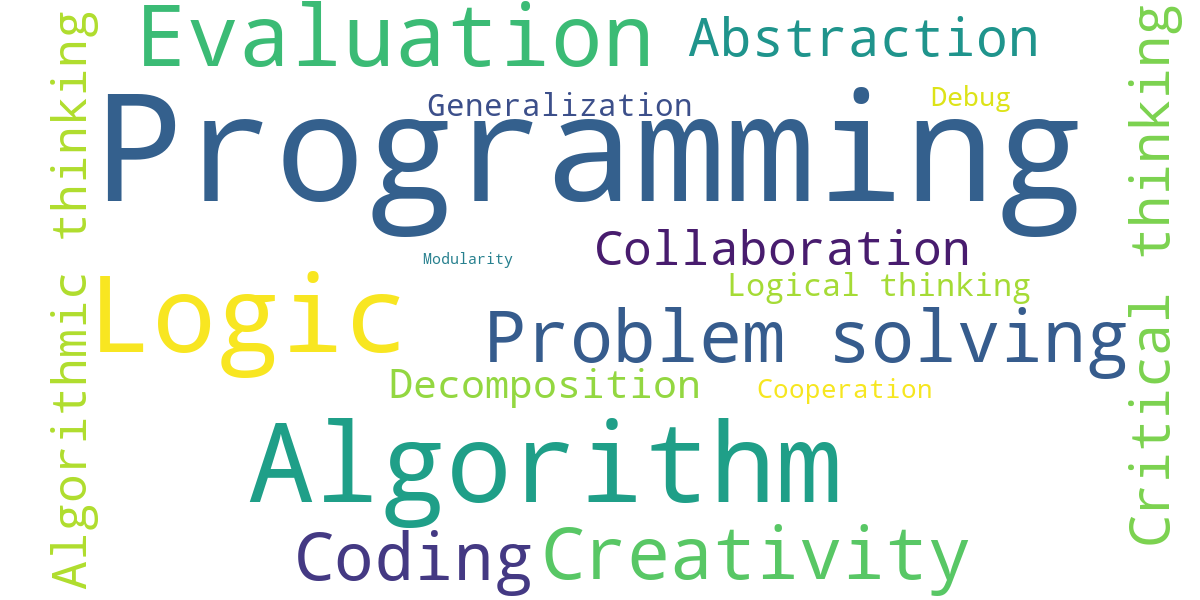 Evaluation
Abstraction
Generalization
Debug
Programming
Algorithmic thinking
Critical thinking
Collaboration
Modularity
Logical thinking
Logic
Problem solving
Decomposition
Cooperation
Algorithm
Coding
Creativity